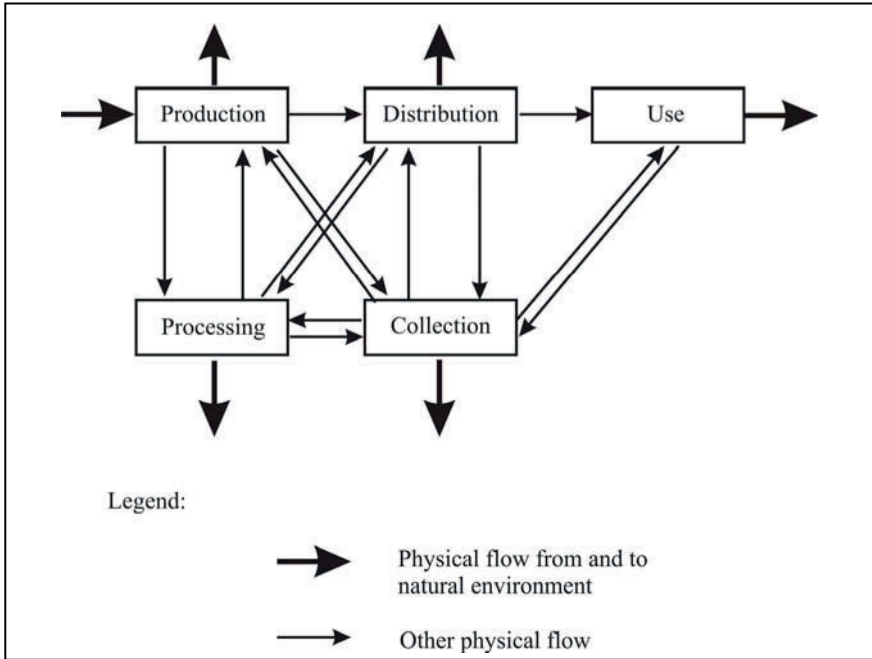 Production
Distribution
Use
Processing
Collection
Legend:
Physical flow from and to
natural environment
Other physical flow